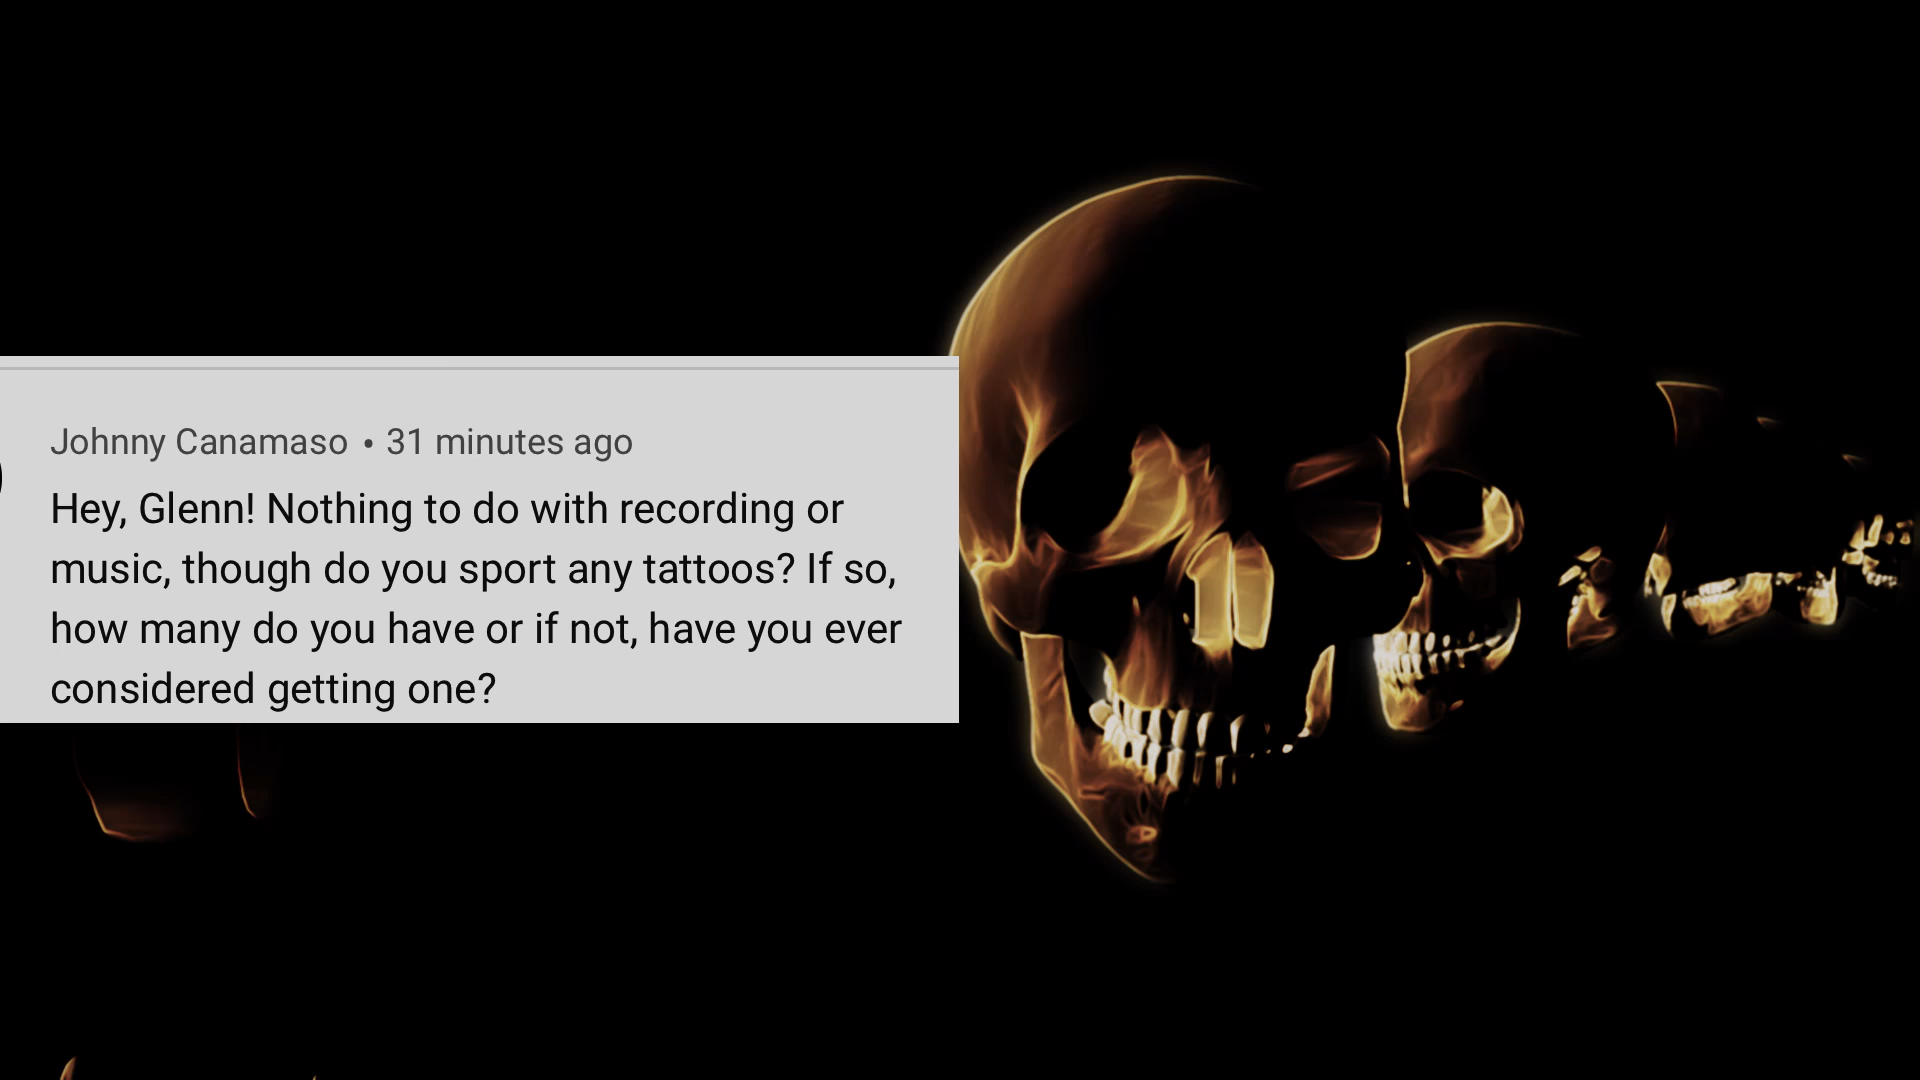 Johnny Canamaso • 31 minutes ago
Hey, Glenn! Nothing to do with recording or
music, though do you sport any tattoos? If so,
how many do you have or if not, have you ever
considered getting one?